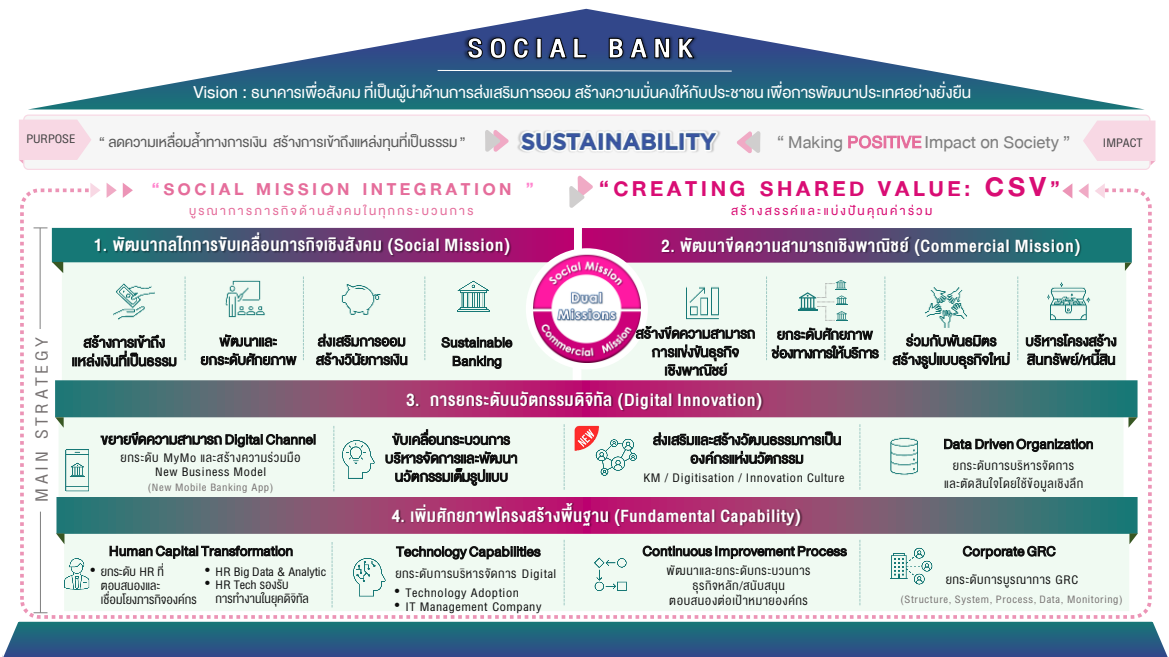 SOCIAL BANK
Vision : ธนาคารเพื่อสังคม ที่เป็นผู้นำด้านการส่งเสริมการออม สร้างความมั่นคงให้กับประชาชน เพื่อการพัฒนาประเทศอย่างยั่งยืน
PURPOSE
“ ลดความเหลื่อมล้ำทางการเงิน สร้างการเข้าถึงแหล่งทุนที่เป็นธรรม ”
SUSTAINABILITY
“ Making POSITIVE Impact on Society ”
IMPACT
“SOCIAL MISSION INTEGRATION ”
บูรณาการภารกิจด้านสังคมในทุกกระบวนการ
“CREATING SHARED VALUE: CSV”
สร้างสรรค์และแบ่งปันคุณค่าร่วม
MAIN STRATEGY
1. พัฒนากลไกการขับเคลื่อนภารกิจเชิงสังคม (Social Mission)
สร้างการเข้าถึง
แหล่งเงินที่เป็นธรรม
พัฒนาและ
ยกระดับศักยภาพ
ส่งเสริมการออม
สร้างวินัยการเงิน
Sustainable
Banking
Social Mission
Dual
Missions
Commercial Mission
2. พัฒนาขีดความสามารถเชิงพาณิชย์ (Commercial Mission)
สร้างขีดความสามารถ
การแข่งขันธุรกิจ
เชิงพาณิชย์
ยกระดับศักยภาพ
ช่องทางการให้บริการ
ร่วมกับพันธมิตร
สร้างรูปแบบธุรกิจใหม่
บริหารโครงสร้าง
สินทรัพย์/หนี้สิน
3. การยกระดับนวัตกรรมดิจิทัล (Digital Innovation)
ขยายขีดความสามารถ Digital Channel
ยกระดับ MyMo และสร้างความร่วมมือ
New Business Model
(New Mobile Banking App)
ขับเคลื่อนกระบวนการ
บริหารจัดการและพัฒนา
นวัตกรรมเต็มรูปแบบ
NEW
ส่งเสริมและสร้างวัฒนธรรมการเป็น
องค์กรแห่งนวัตกรรม
KM / Digitisation / Innovation Culture
Data Driven Organization
ยกระดับการบริหารจัดการ
และตัดสินใจโดยใช้ข้อมูลเชิงลึก
4. เพิ่มศักยภาพโครงสร้างพื้นฐาน (Fundamental Capability)
Human Capital Transformation
• ยกระดับ HR ที่
ตอบสนองและ
เชื่อมโยงภารกิจองค์กร
• HR Big Data & Analytic
• HR Tech รองรับ
การทำงานในยุคดิจิทัล
Technology Capabilities
ยกระดับการบริหารจัดการ Digital
• Technology Adoption
• IT Management Company
Continuous Improvement Process
พัฒนาและยกระดับกระบวนการ
ธุรกิจหลัก/สนับสนุน
ตอบสนองต่อเป้าหมายองค์กร
Corporate GRC
ยกระดับการบูรณาการ GRC
(Structure, System, Process, Data, Monitoring)